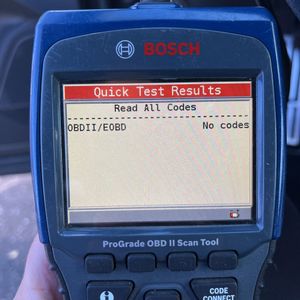 BOSCH
Quick Test Results
Read All Codes
OBDII/EOBD No codes
ProGrade OBD II Scan Tool
CODE
CONNECT